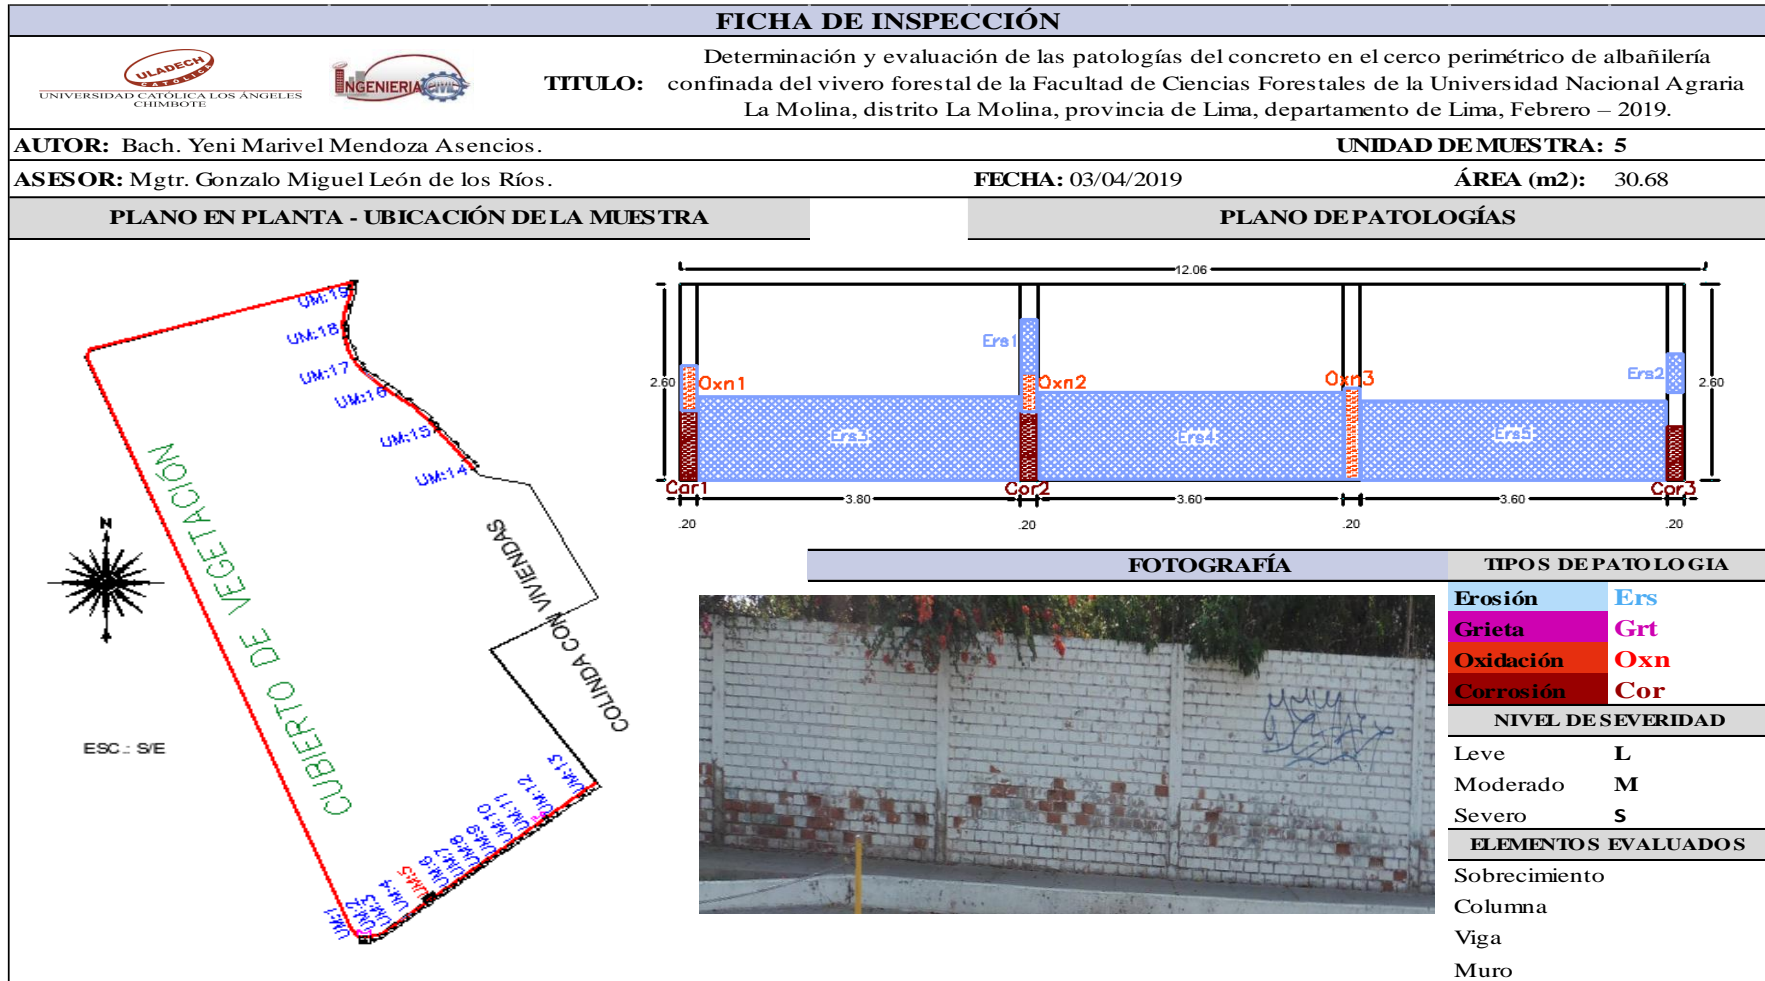 FICHA DE INSPECCIÓN
ULADECH
CATOLICA
UNIVERSIDAD CATÓLICA LOS ÁNGELES
CHIMBOTE
INGENIERIA CIVIL
TITULO:
Determinación y evaluación de las patologías del concreto en el cerco perimétrico de albañilería
confinada del vivero forestal de la Facultad de Ciencias Forestales de la Universidad Nacional Agraria
La Molina, distrito La Molina, provincia de Lima, departamento de Lima, Febrero – 2019.
AUTOR: Bach. Yeni Marivel Mendoza Asencios.
UNIDAD DE MUESTRA: 5
ASESOR: Mgtr. Gonzalo Miguel León de los Ríos.
FECHA: 03/04/2019
ÁREA (m2): 30.68
PLANO EN PLANTA - UBICACIÓN DE LA MUESTRA
UM:19
UM:18
UM:17
UM:16
UM:15
UM:14
CUBIERTO DE VEGETACIÓN
COLINDA CON VIVIENDAS
N
ESC.: S/E
UM:13
UM:12
UM:11
UM:10
UM:9
UM:8
UM:7
UM:6
UM:5
UM:4
UM:3
UM:2
UM:1
PLANO DE PATOLOGÍAS
12.06
2.60
2.60
Ers1
Ers2
Oxn1
Oxn2
Oxn3
Ers3
Ers4
Ers5
Cor1
Cor2
Cor3
3.80
3.60
3.60
.20
.20
.20
.20
FOTOGRAFÍA
TIPOS DE PATOLOGIA
Erosión Ers
Grieta Grt
Oxidación Oxn
Corrosión Cor
NIVEL DE SEVERIDAD
Leve L
Moderado M
Severo S
ELEMENTOS EVALUADOS
Sobrecimiento
Columna
Viga
Muro